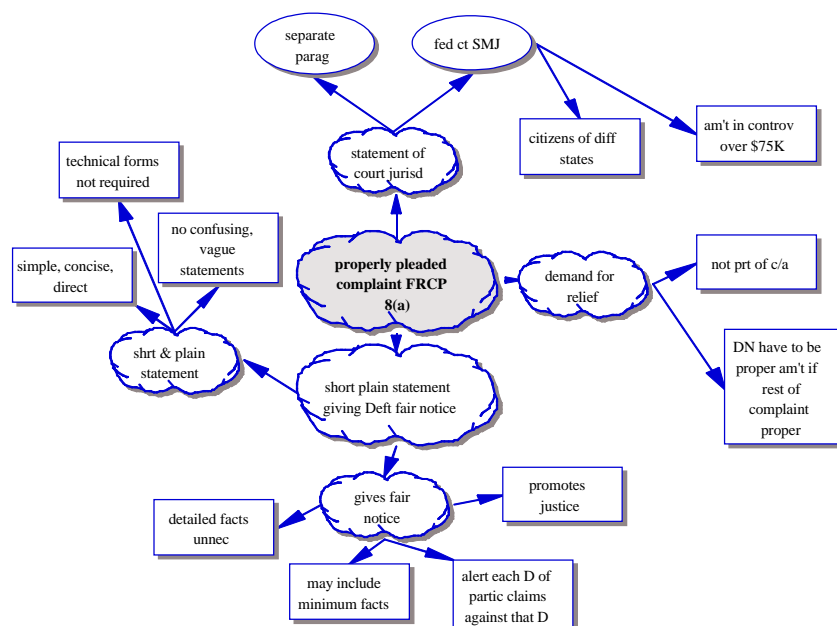 separate
parag
fed ct SMJ
citizens of diff
states
am't in controv
over $75K
statement of
court jurisd
technical forms
not required
no confusing,
vague
statements
simple, concise,
direct
properly pleaded
complaint FRCP
8(a)
demand for
relief
not prt of c/a
DN have to be
proper am't if
rest of
complaint
proper
shrt & plain
statement
short plain statement
giving Deft fair notice
gives fair
notice
promotes
justice
detailed facts
unnec
may include
minimum facts
alert each D of
partic claims
against that D